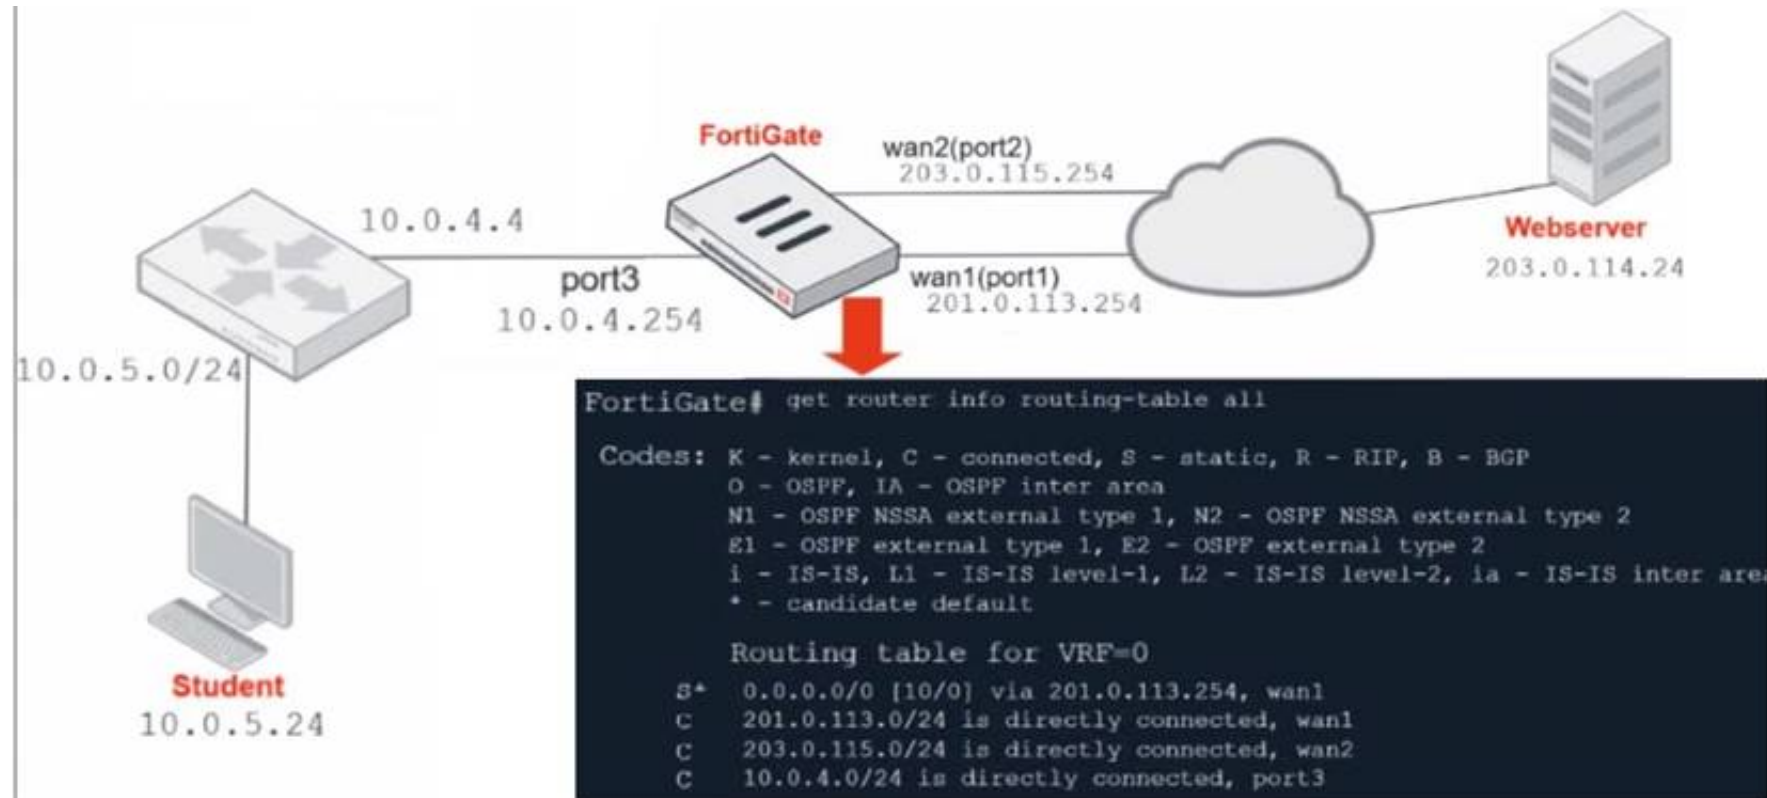 FortiGate
wan2(port2)
203.0.115.254
10.0.4.4
port3
10.0.4.254
wan1(port1)
201.0.113.254
Webserver
203.0.114.24
10.0.5.0/24
Student
10.0.5.24
FortiGate# get router info routing-table all
Codes: K - kernel, C - connected, S - static, R - RIP, B - BGP
O - OSPF, IA - OSPF inter area
N1 - OSPF NSSA external type 1, N2 - OSPF NSSA external type 2
E1 - OSPF external type 1, E2 - OSPF external type 2
i - IS-IS, L1 - IS-IS level-1, L2 - IS-IS level-2, ia - IS-IS inter area
* - candidate default
Routing table for VRF=0
S* 0.0.0.0/0 [10/0] via 201.0.113.254, wan1
C 201.0.113.0/24 is directly connected, wan1
C 203.0.115.0/24 is directly connected, wan2
C 10.0.4.0/24 is directly connected, port3